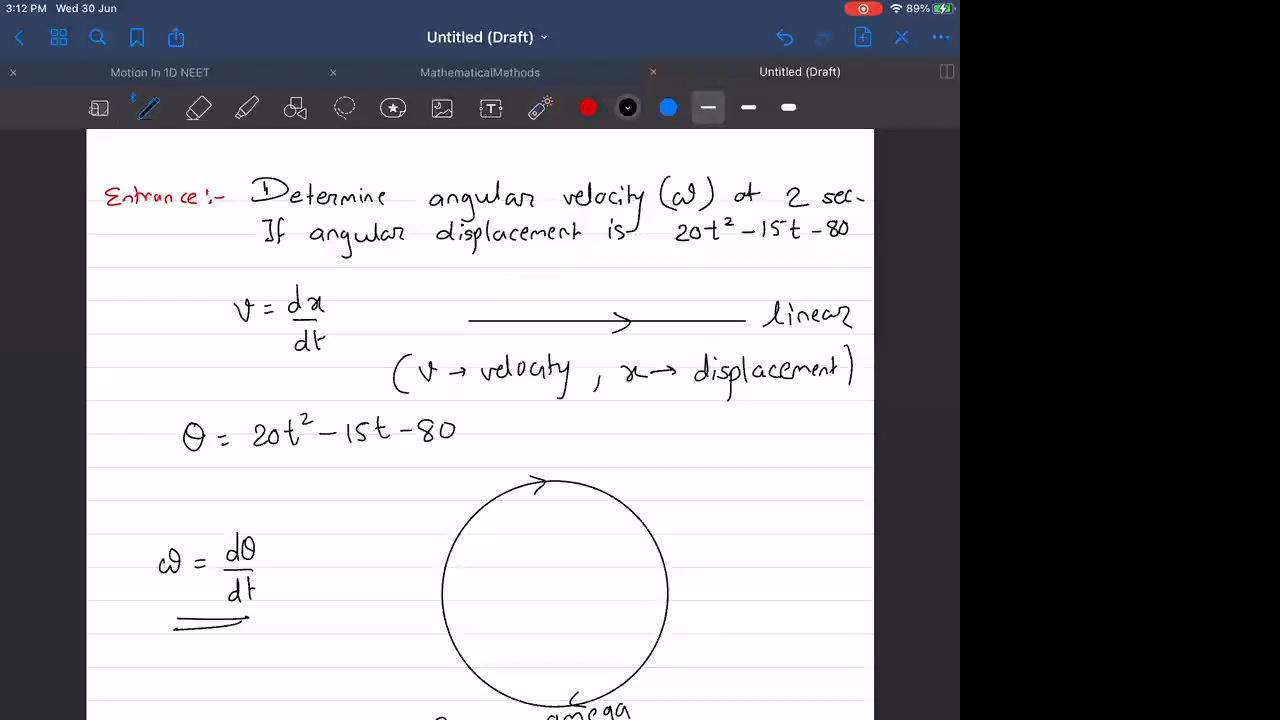 3:12 PM Wed 30 Jun 89%
Untitled (Draft)
Motion In 1D NEET MathematicalMethods Untitled (Draft)
Entrance:- Determine angular velocity (ω) at 2 sec.
If angular displacement is 20t² - 15t - 80
v = dx/dt
linear
(v → velocity, x → displacement)
θ = 20t² - 15t - 80
ω = dθ/dt
omega